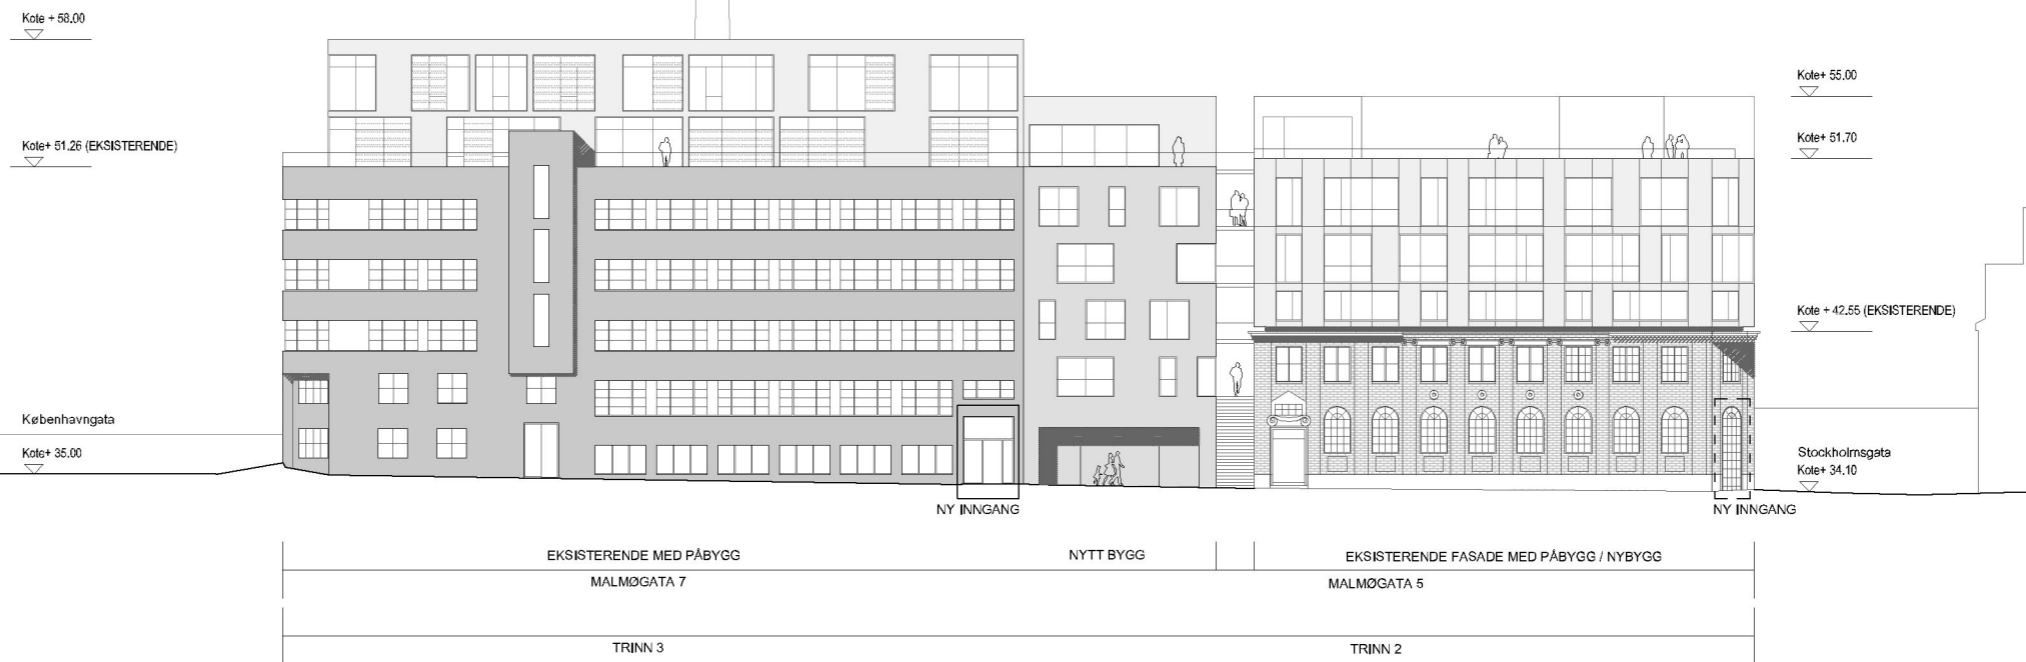 Kote + 58.00
Kote+ 55.00
Kote+ 51.26 (EKSISTERENDE)
Kote+ 51.70
Kote + 42.55 (EKSISTERENDE)
Københavngata
Kote+ 35.00
Stockholmsgata
Kote+ 34.10
NY INNGANG
NY INNGANG
EKSISTERENDE MED PÅBYGG
NYTT BYGG
EKSISTERENDE FASADE MED PÅBYGG / NYBYGG
MALMØGATA 7
MALMØGATA 5
TRINN 3
TRINN 2